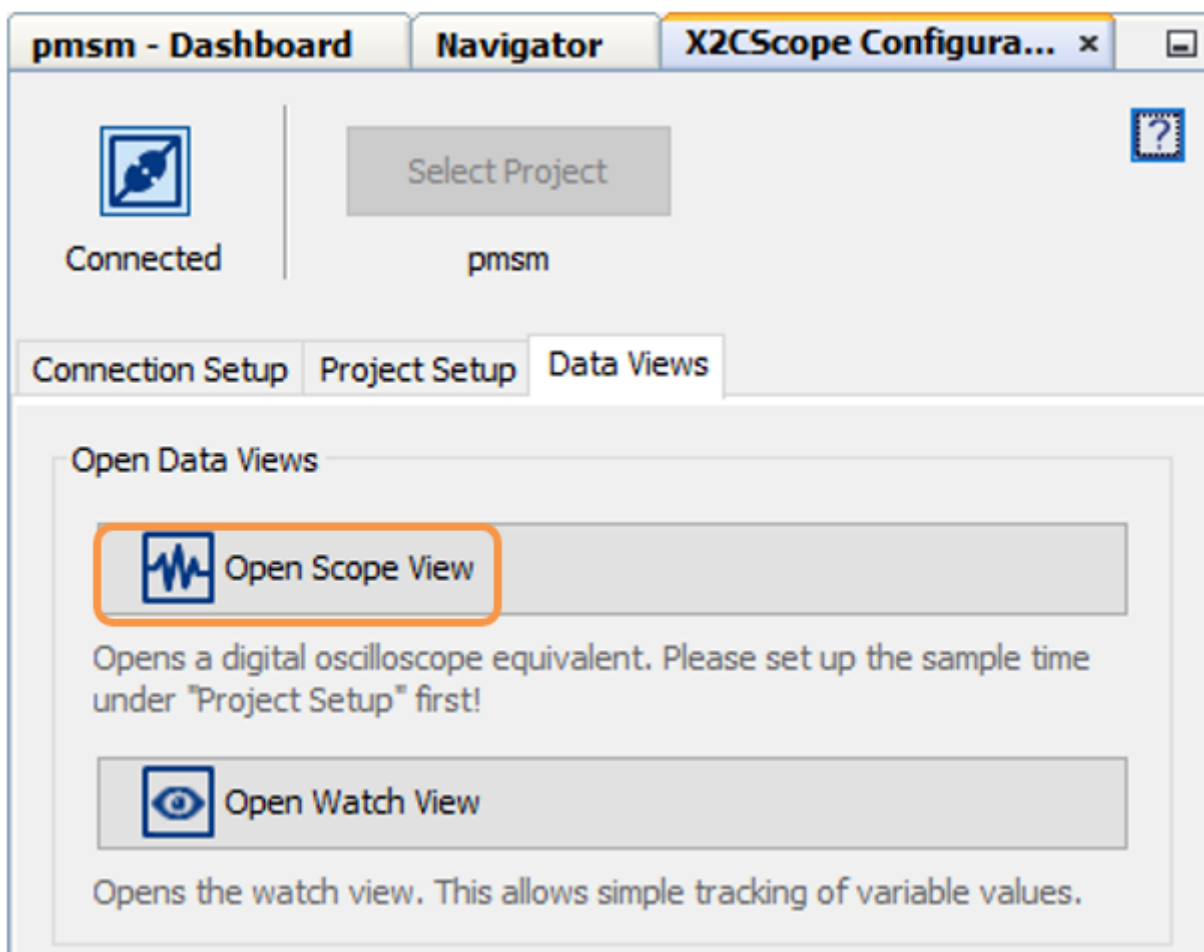 pmsm - Dashboard
Navigator
X2CScope Configura... ×
?
Select Project
Connected
pmsm
Connection Setup
Project Setup
Data Views
Open Data Views
Open Scope View
Opens a digital oscilloscope equivalent. Please set up the sample time
under "Project Setup" first!
Open Watch View
Opens the watch view. This allows simple tracking of variable values.